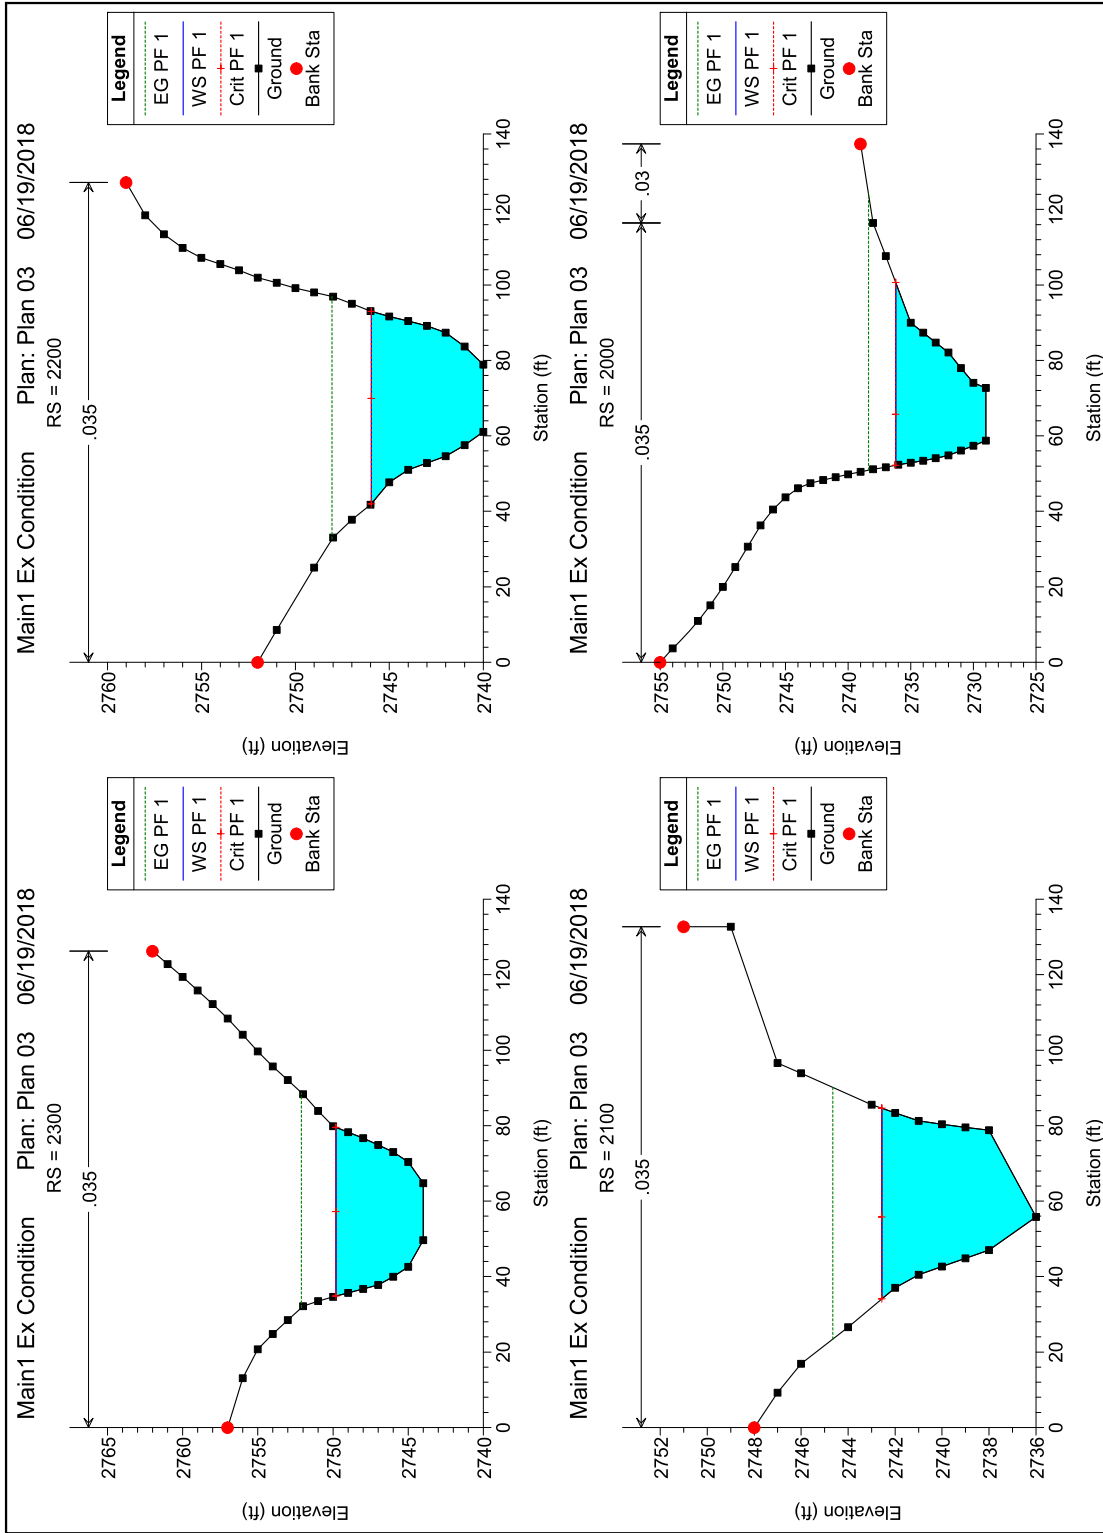 Main1 Ex Condition Plan: Plan 03 06/19/2018
RS = 2300
.035
2765
2760
2755
2750
2745
2740
Elevation (ft)
0 20 40 60 80 100 120 140
Station (ft)
Legend
EG PF 1
WS PF 1
Crit PF 1
Ground
Bank Sta
Main1 Ex Condition Plan: Plan 03 06/19/2018
RS = 2200
.035
2760
2755
2750
2745
2740
Elevation (ft)
0 20 40 60 80 100 120 140
Station (ft)
Legend
EG PF 1
WS PF 1
Crit PF 1
Ground
Bank Sta
Main1 Ex Condition Plan: Plan 03 06/19/2018
RS = 2100
.035
2752
2750
2748
2746
2744
2742
2740
2738
2736
Elevation (ft)
0 20 40 60 80 100 120 140
Station (ft)
Legend
EG PF 1
WS PF 1
Crit PF 1
Ground
Bank Sta
Main1 Ex Condition Plan: Plan 03 06/19/2018
RS = 2000
.035 .03
2755
2750
2745
2740
2735
2730
2725
Elevation (ft)
0 20 40 60 80 100 120 140
Station (ft)
Legend
EG PF 1
WS PF 1
Crit PF 1
Ground
Bank Sta